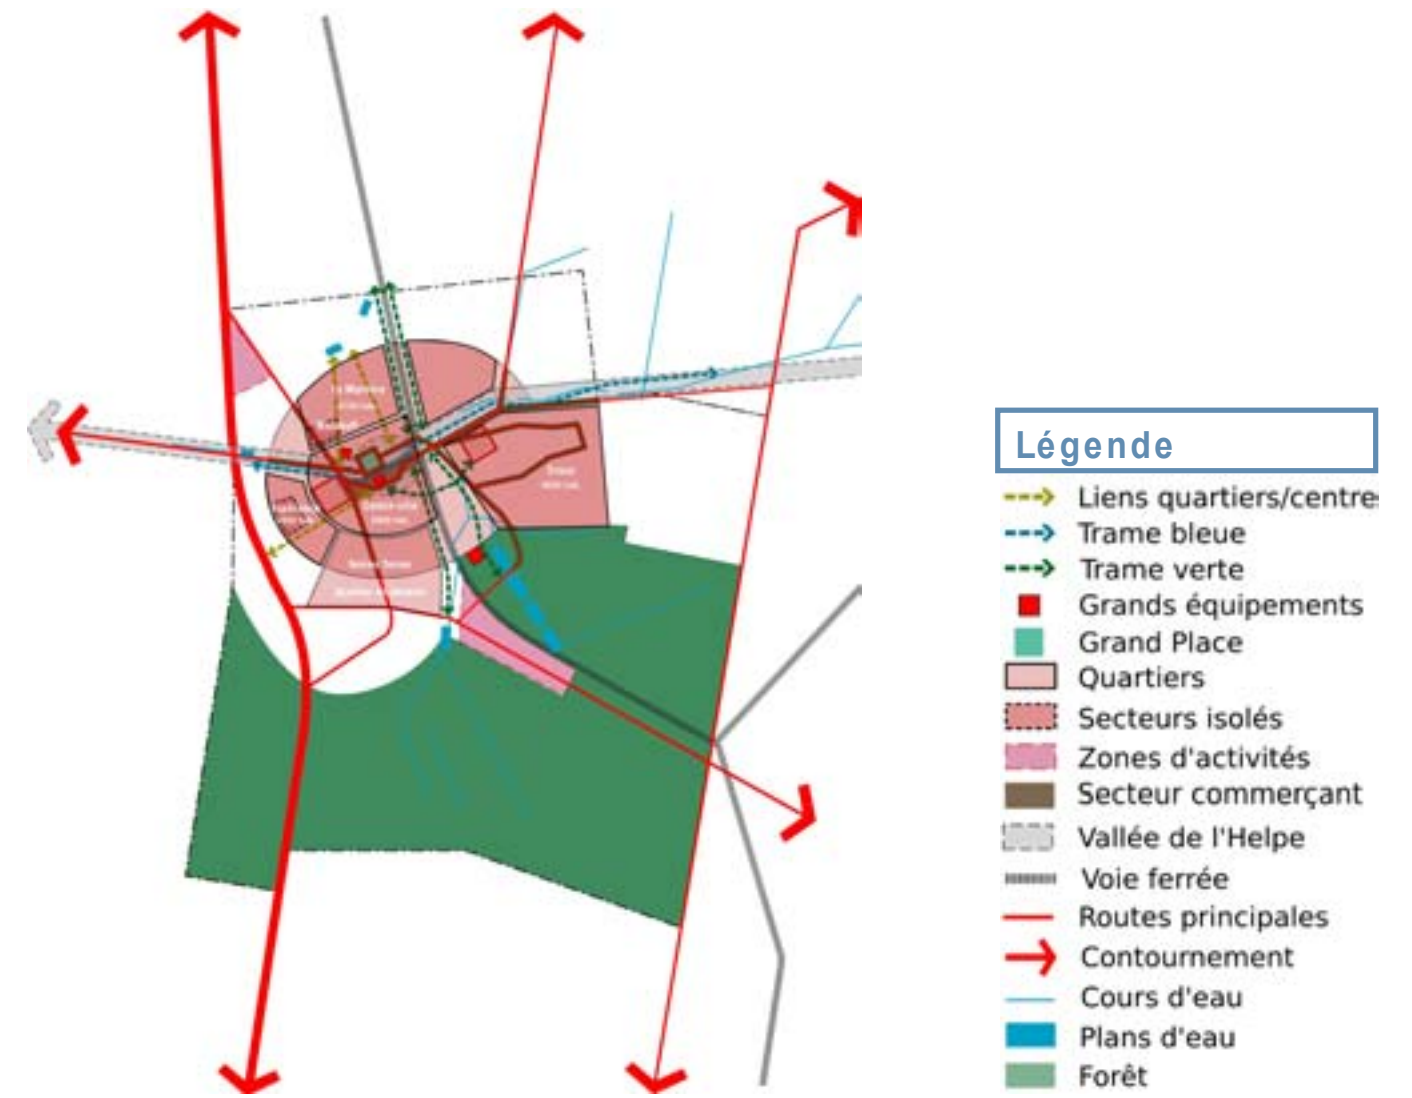 Légende
Liens quartiers/centre
Trame bleue
Trame verte
Grands équipements
Grand Place
Quartiers
Secteurs isolés
Zones d'activités
Secteur commerçant
Vallée de l'Helpe
Voie ferrée
Routes principales
Contournement
Cours d'eau
Plans d'eau
Forêt